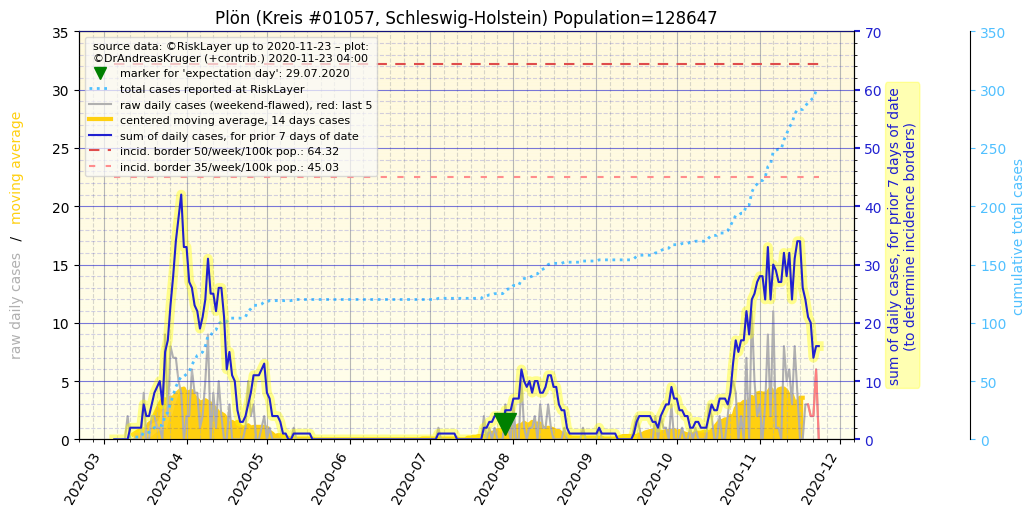 Plön (Kreis #01057, Schleswig-Holstein) Population=128647
source data: ©RiskLayer up to 2020-11-23 – plot:
©DrAndreasKruger (+contrib.) 2020-11-23 04:00
marker for 'expectation day': 29.07.2020
total cases reported at RiskLayer
raw daily cases (weekend-flawed), red: last 5
centered moving average, 14 days cases
sum of daily cases, for prior 7 days of date
incid. border 50/week/100k pop.: 64.32
incid. border 35/week/100k pop.: 45.03
raw daily cases / moving average
35
30
25
20
15
10
5
0
70
60
50
40
30
20
10
0
sum of daily cases, for prior 7 days of date
(to determine incidence borders)
350
300
250
200
150
100
50
0
cumulative total cases
2020-03
2020-04
2020-05
2020-06
2020-07
2020-08
2020-09
2020-10
2020-11
2020-12